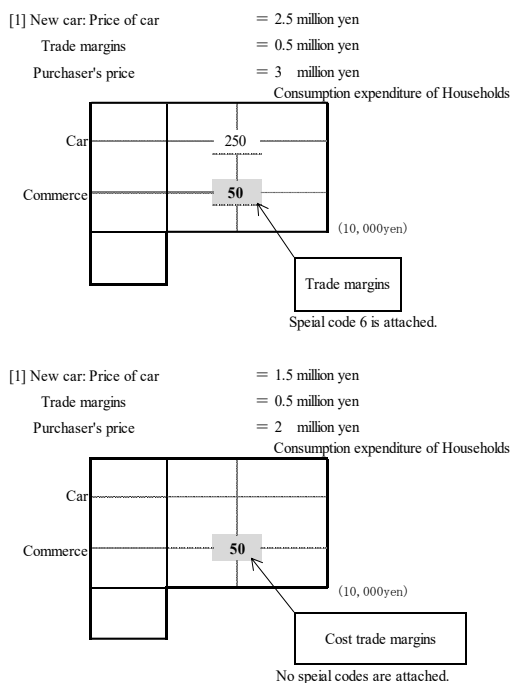 [1] New car: Price of car = 2.5 million yen
Trade margins = 0.5 million yen
Purchaser's price = 3 million yen
Consumption expenditure of Households
Car 250
Commerce 50
(10,000yen)
Trade margins
Speial code 6 is attached.
[1] New car: Price of car = 1.5 million yen
Trade margins = 0.5 million yen
Purchaser's price = 2 million yen
Consumption expenditure of Households
Car
Commerce 50
(10,000yen)
Cost trade margins
No speial codes are attached.